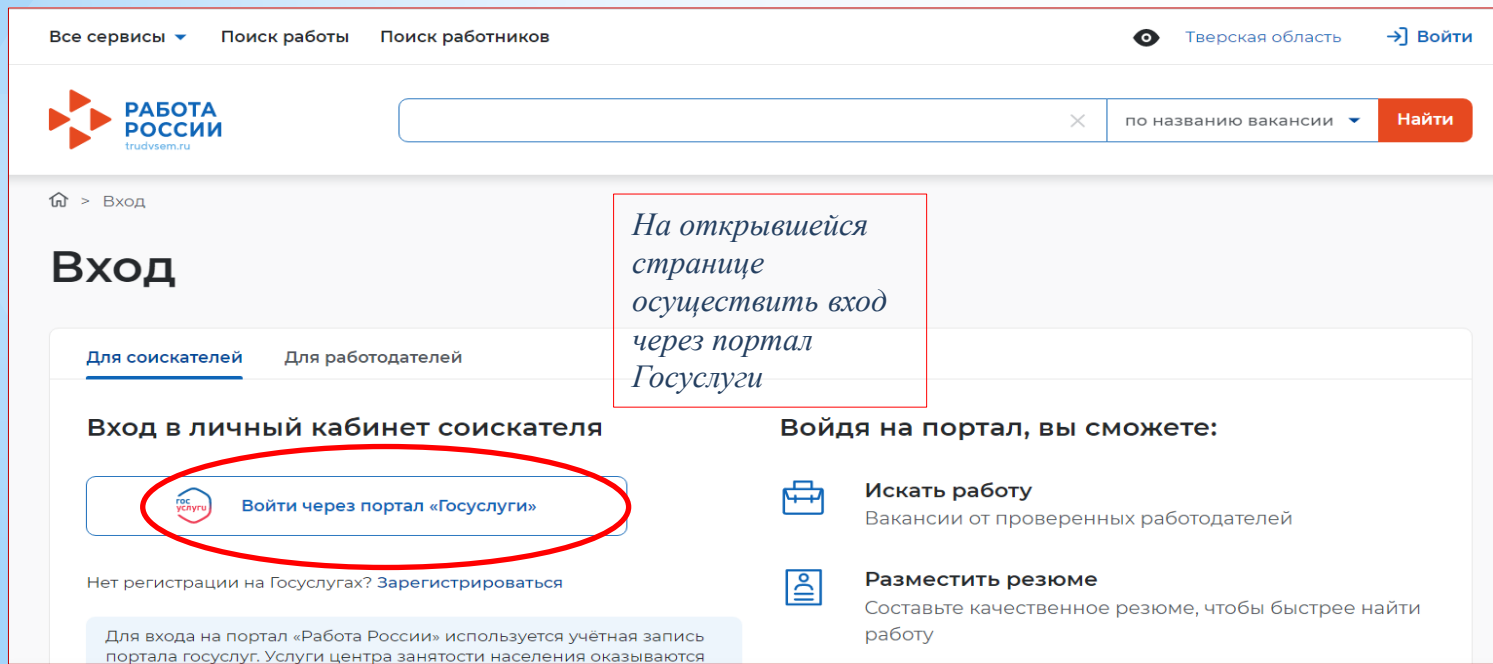 Все сервисы Поиск работы Поиск работников Тверская область Войти
РАБОТА
РОССИИ
trudvsem.ru
по названию вакансии Найти
> Вход
Вход
На открывшейся
странице
осуществить вход
через портал
Госуслуги
Для соискателей Для работодателей
Вход в личный кабинет соискателя
гос
услуги
Войти через портал «Госуслуги»
Нет регистрации на Госуслугах? Зарегистрироваться
Для входа на портал «Работа России» используется учётная запись
портала госуслуг. Услуги центра занятости населения оказываются
Войдя на портал, вы сможете:
Искать работу
Вакансии от проверенных работодателей
Разместить резюме
Составьте качественное резюме, чтобы быстрее найти
работу